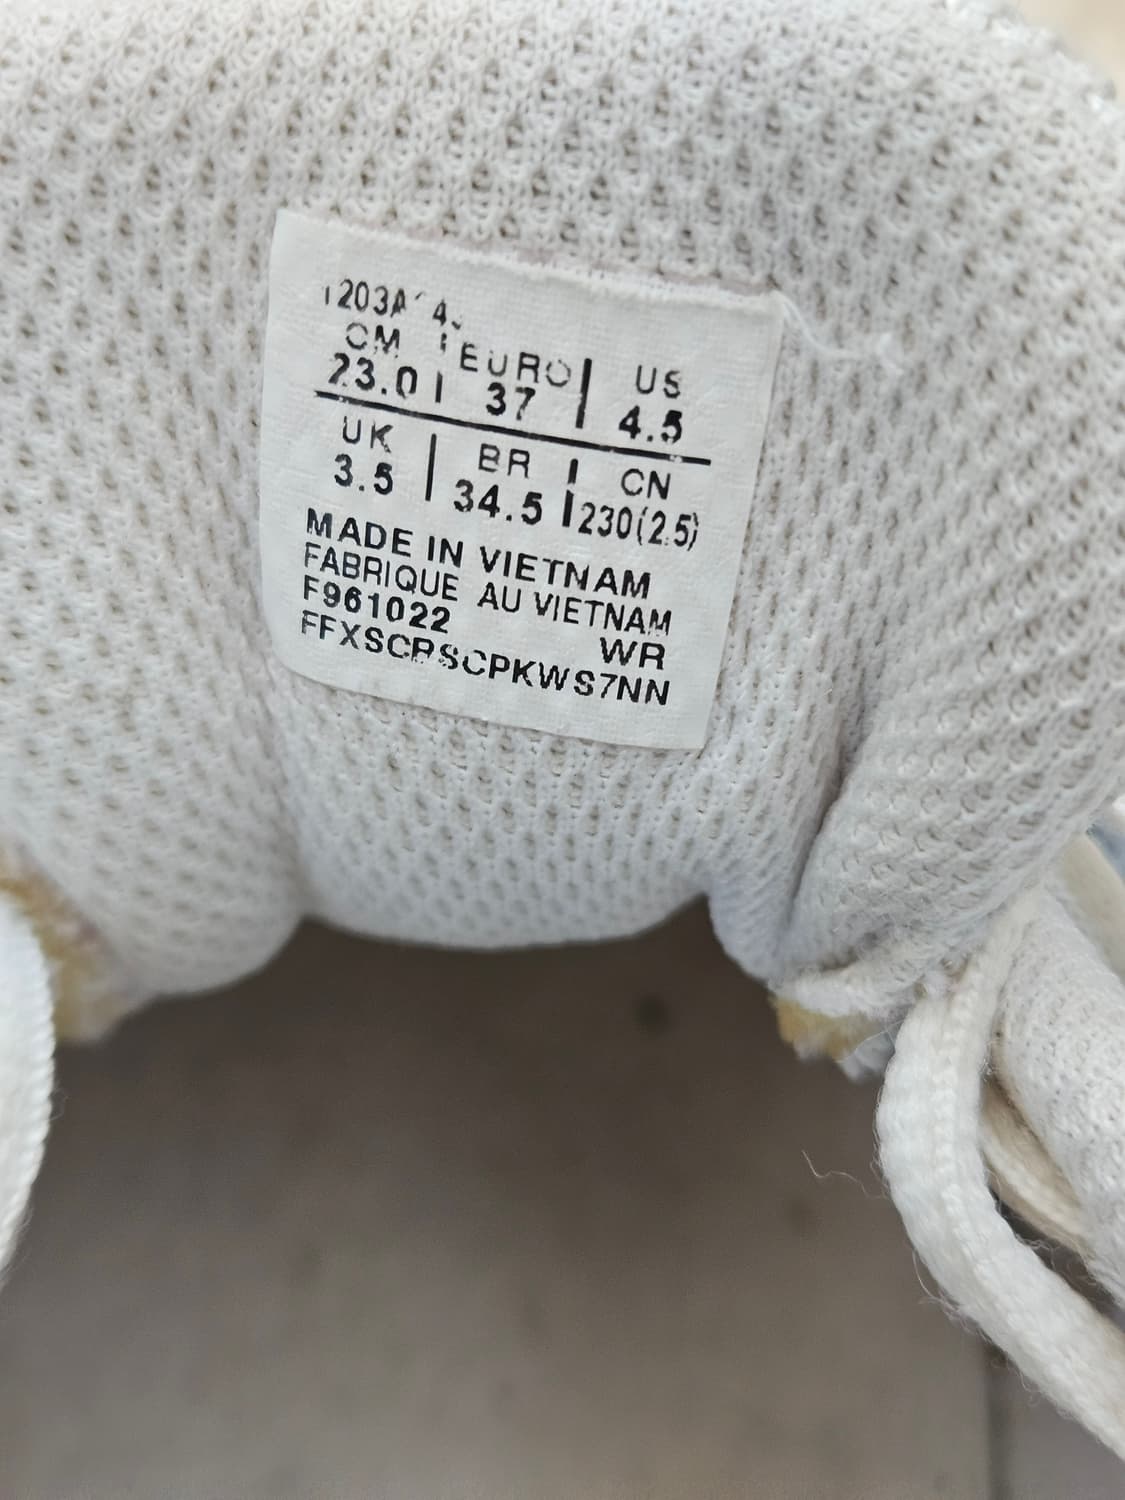 CM | EURO | US
23.0 | 37 | 4.5
UK | BR | CN
3.5 | 34.5 | 230(2.5)
MADE IN VIETNAM
FABRIQUE AU VIETNAM
F961022 WR
FFXSCRSCPKWS7NN